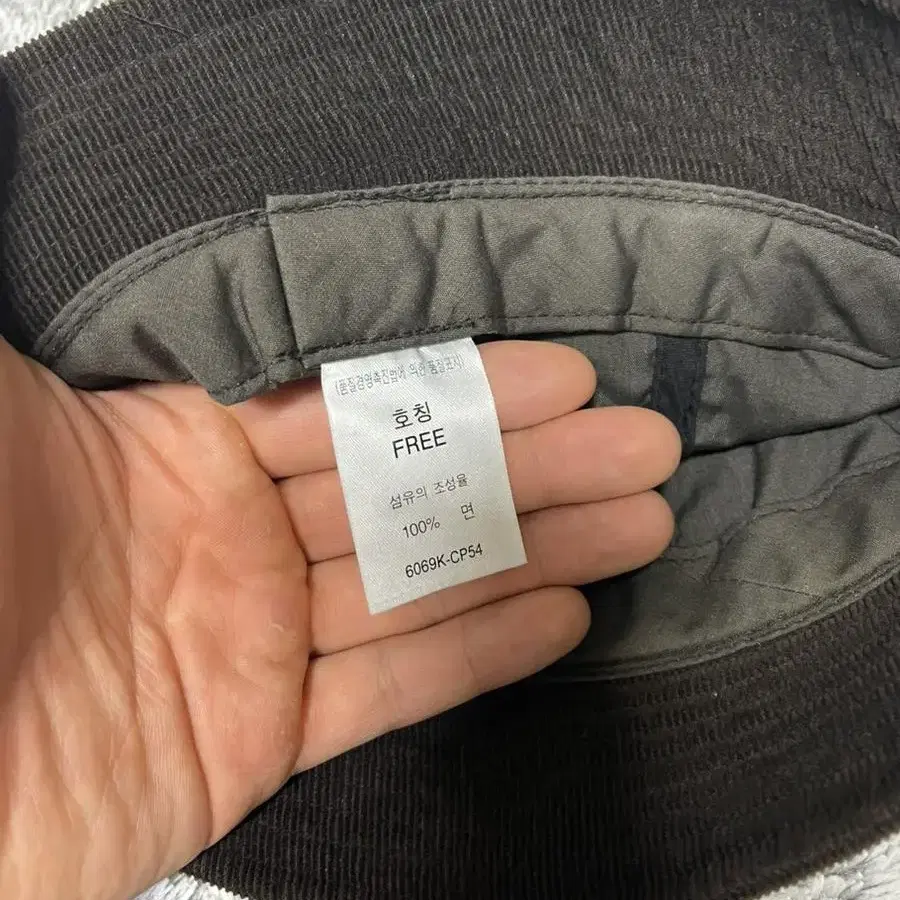 (품질경영촉진법에 의한 품질표시)
호칭
FREE
섬유의 조성율
100% 면
6069K-CP54